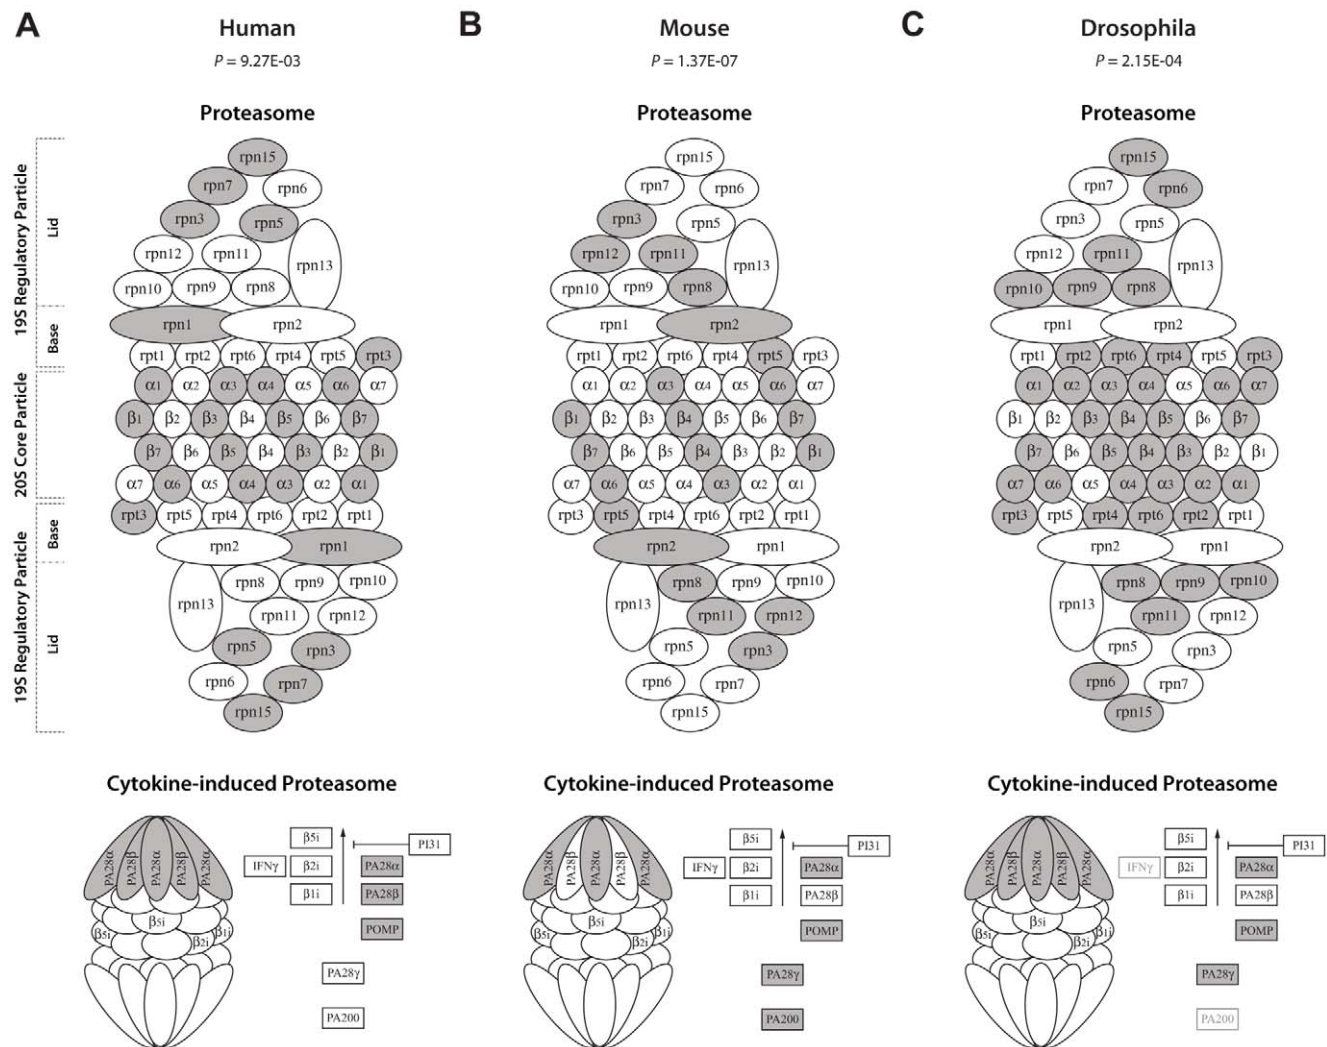 A Human B Mouse C Drosophila
P = 9.27E-03 P = 1.37E-07 P = 2.15E-04
Proteasome Proteasome Proteasome
19S Regulatory Particle
Lid
Base
20S Core Particle
Base
19S Regulatory Particle
Lid
rpn15
rpn7 rpn6
rpn3 rpn5
rpn12 rpn11 rpn13
rpn10 rpn9 rpn8
rpn1 rpn2
rpt1 rpt2 rpt6 rpt4 rpt5 rpt3
α1 α2 α3 α4 α5 α6 α7
β1 β2 β3 β4 β5 β6 β7
β7 β6 β5 β4 β3 β2 β1
α7 α6 α5 α4 α3 α2 α1
rpt3 rpt5 rpt4 rpt6 rpt2 rpt1
rpn2 rpn1
rpn13 rpn8 rpn9 rpn10
rpn11 rpn12
rpn5 rpn3
rpn6 rpn7
rpn15
rpn15
rpn7 rpn6
rpn3 rpn5
rpn12 rpn11 rpn13
rpn10 rpn9 rpn8
rpn1 rpn2
rpt1 rpt2 rpt6 rpt4 rpt5 rpt3
α1 α2 α3 α4 α5 α6 α7
β1 β2 β3 β4 β5 β6 β7
β7 β6 β5 β4 β3 β2 β1
α7 α6 α5 α4 α3 α2 α1
rpt3 rpt5 rpt4 rpt6 rpt2 rpt1
rpn2 rpn1
rpn13 rpn8 rpn9 rpn10
rpn11 rpn12
rpn5 rpn3
rpn6 rpn7
rpn15
rpn15
rpn7 rpn6
rpn3 rpn5
rpn12 rpn11 rpn13
rpn10 rpn9 rpn8
rpn1 rpn2
rpt1 rpt2 rpt6 rpt4 rpt5 rpt3
α1 α2 α3 α4 α5 α6 α7
β1 β2 β3 β4 β5 β6 β7
β7 β6 β5 β4 β3 β2 β1
α7 α6 α5 α4 α3 α2 α1
rpt3 rpt5 rpt4 rpt6 rpt2 rpt1
rpn2 rpn1
rpn13 rpn8 rpn9 rpn10
rpn11 rpn12
rpn5 rpn3
rpn6 rpn7
rpn15
Cytokine-induced Proteasome Cytokine-induced Proteasome Cytokine-induced Proteasome
PA28α PA28β PA28α PA28β PA28α
β5i
β5i β2i β1i
β5i PI31
IFNγ β2i PA28α
β1i PA28β
POMP
PA28γ
PA200
PA28α PA28β PA28α PA28β PA28α
β5i
β5i β2i β1i
β5i PI31
IFNγ β2i PA28α
β1i PA28β
POMP
PA28γ
PA200
PA28α PA28α PA28α PA28α PA28α
β5i
β5i β2i β1i
β5i PI31
IFNγ β2i PA28α
β1i PA28β
POMP
PA28γ
PA200